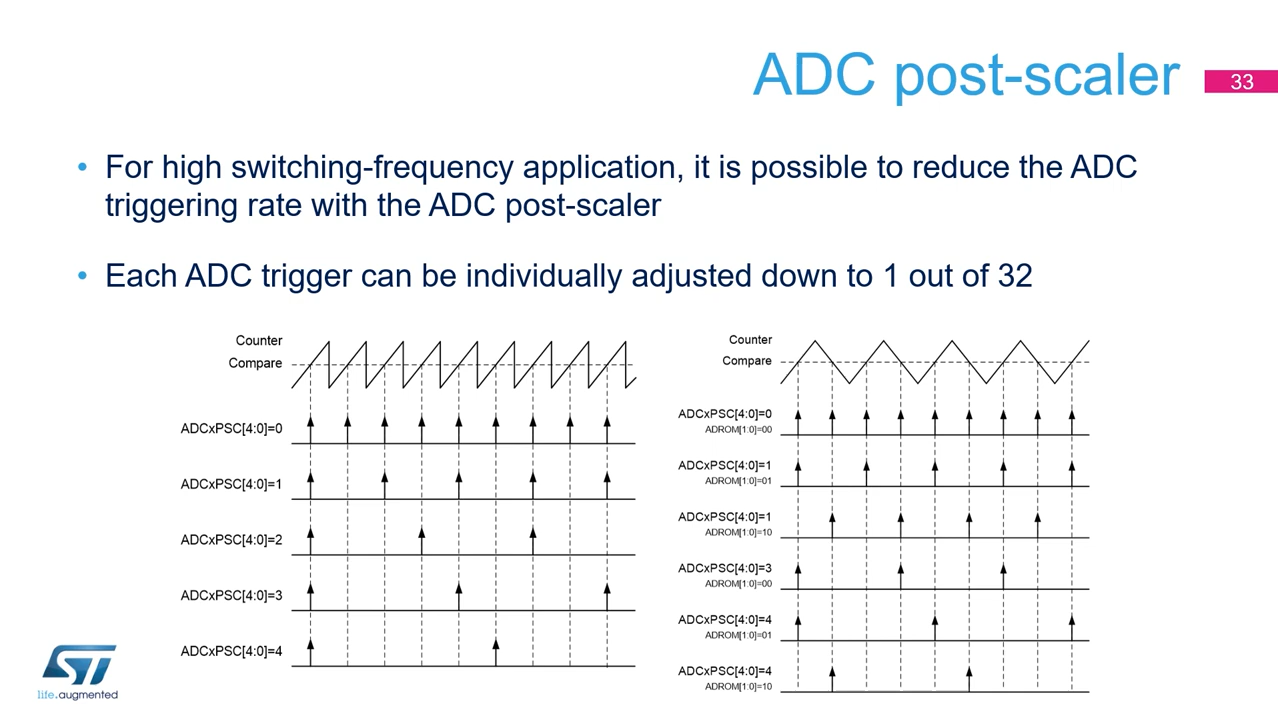 ADC post-scaler
33
• For high switching-frequency application, it is possible to reduce the ADC
triggering rate with the ADC post-scaler
• Each ADC trigger can be individually adjusted down to 1 out of 32
Counter
Compare
ADCxPSC[4:0]=0
ADCxPSC[4:0]=1
ADCxPSC[4:0]=2
ADCxPSC[4:0]=3
ADCxPSC[4:0]=4
Counter
Compare
ADCxPSC[4:0]=0
ADROM[1:0]=00
ADCxPSC[4:0]=1
ADROM[1:0]=01
ADCxPSC[4:0]=1
ADROM[1:0]=10
ADCxPSC[4:0]=3
ADROM[1:0]=00
ADCxPSC[4:0]=4
ADROM[1:0]=01
ADCxPSC[4:0]=4
ADROM[1:0]=10
ST
life.augmented